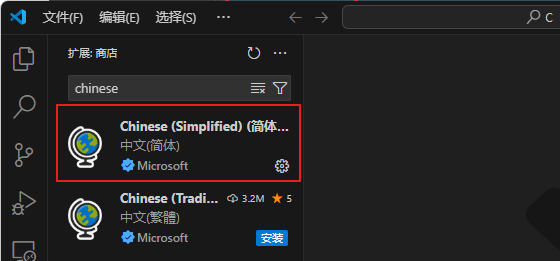 文件(F) 编辑(E) 选择(S) ··· C
扩展: 商店 ···
chinese
Chinese (Simplified) (简体...
中文(简体)
Microsoft
Chinese (Tradi... 3.2M 5
中文(繁體)
Microsoft 安装